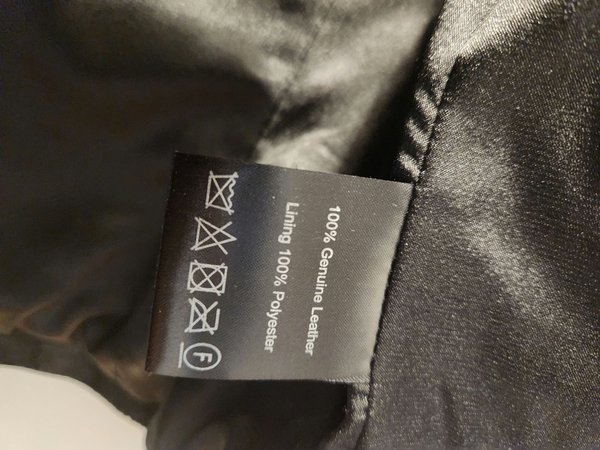 100% Genuine Leather
Lining 100% Polyester
F